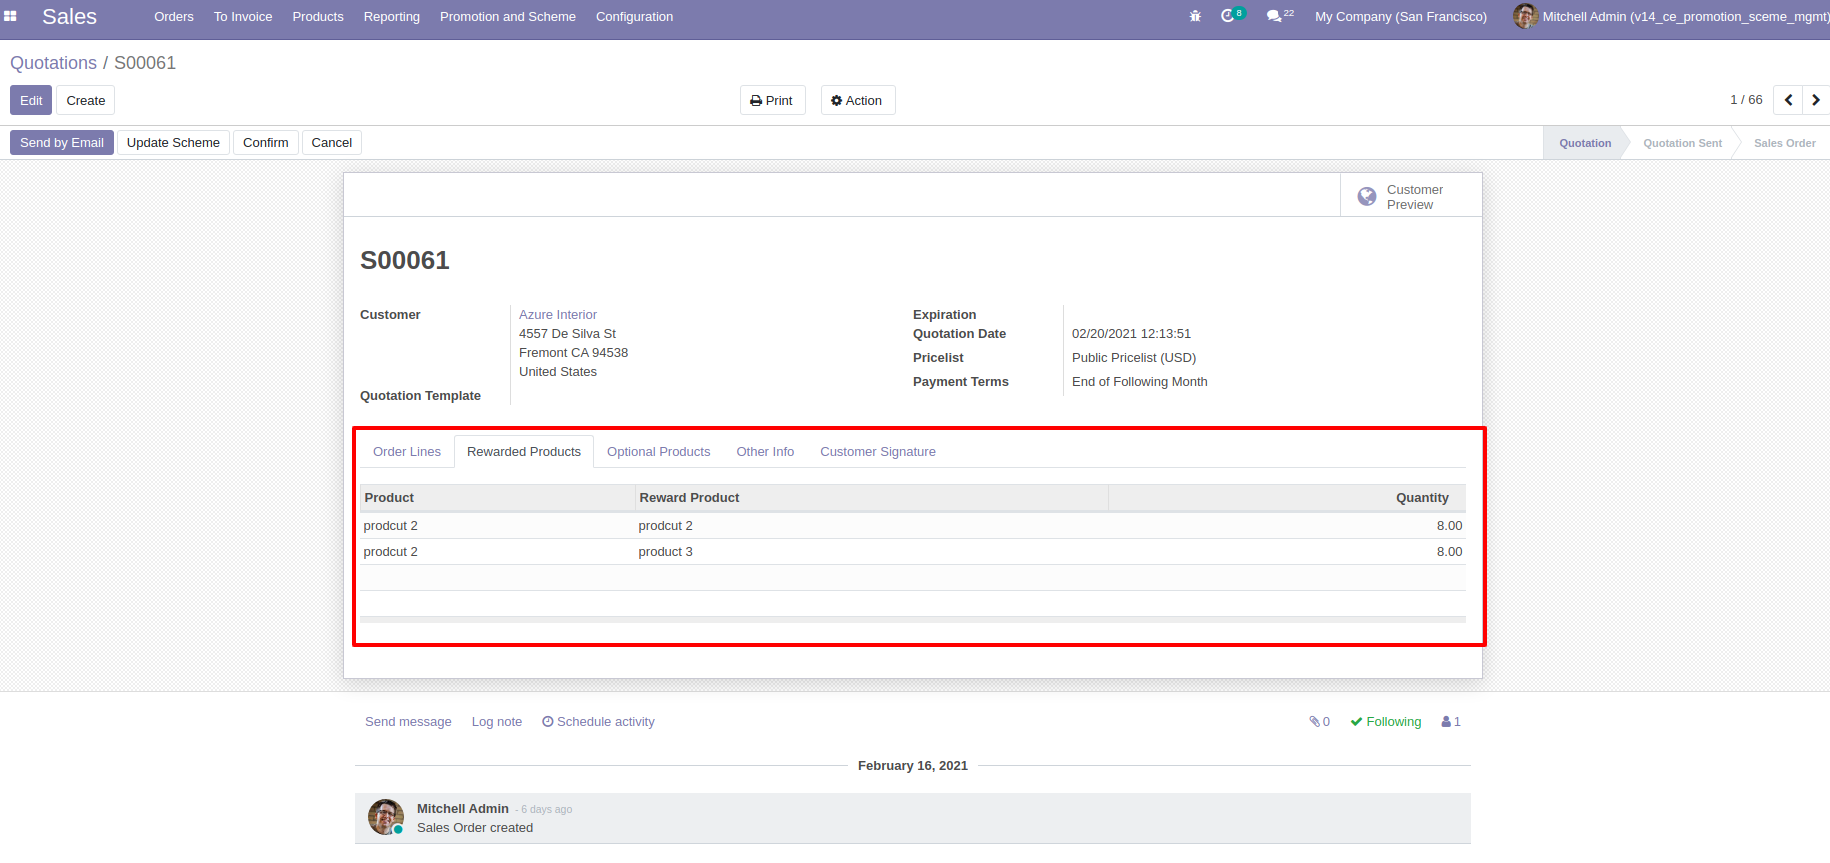 Sales Orders To Invoice Products Reporting Promotion and Scheme Configuration 8 22 My Company (San Francisco) Mitchell Admin (v14_ce_promotion_sceme_mgmt)
Quotations / S00061
Edit Create Print Action 1 / 66
Send by Email Update Scheme Confirm Cancel Quotation Quotation Sent Sales Order
Customer
Preview
S00061
Customer Azure Interior
4557 De Silva St
Fremont CA 94538
United States
Quotation Template
Expiration
Quotation Date 02/20/2021 12:13:51
Pricelist Public Pricelist (USD)
Payment Terms End of Following Month
Order Lines Rewarded Products Optional Products Other Info Customer Signature
Product Reward Product Quantity
prodcut 2 prodcut 2 8.00
prodcut 2 product 3 8.00
Send message Log note Schedule activity 0 Following 1
February 16, 2021
Mitchell Admin - 6 days ago
Sales Order created